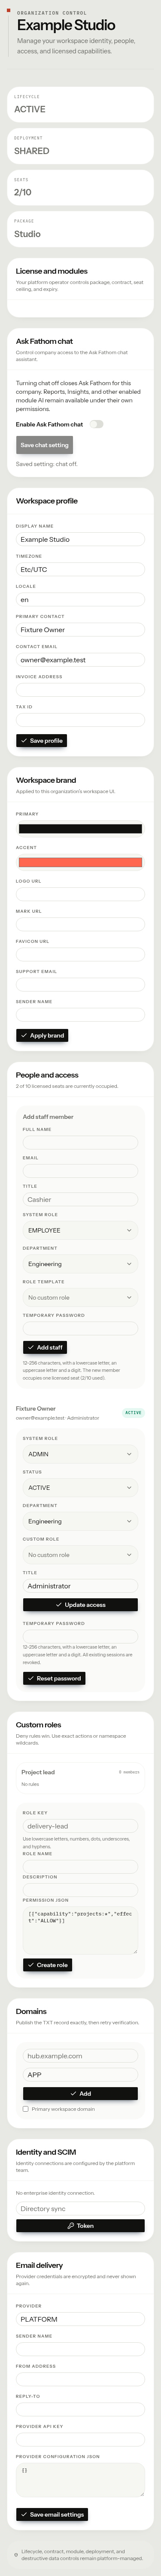 ORGANIZATION CONTROL
Example Studio
Manage your workspace identity, people,
access, and licensed capabilities.
LIFECYCLE
ACTIVE
DEPLOYMENT
SHARED
SEATS
2/10
PACKAGE
Studio
License and modules
Your platform operator controls package, contract, seat
ceiling, and expiry.
Ask Fathom chat
Control company access to the Ask Fathom chat
assistant.
Turning chat off closes Ask Fathom for this
company. Reports, Insights, and other enabled
module AI remain available under their own
permissions.
Enable Ask Fathom chat
Save chat setting
Saved setting: chat off.
Workspace profile
DISPLAY NAME
Example Studio
TIMEZONE
Etc/UTC
LOCALE
en
PRIMARY CONTACT
Fixture Owner
CONTACT EMAIL
owner@example.test
INVOICE ADDRESS
TAX ID
Save profile
Workspace brand
Applied to this organization's workspace UI.
PRIMARY
ACCENT
LOGO URL
MARK URL
FAVICON URL
SUPPORT EMAIL
SENDER NAME
Apply brand
People and access
2 of 10 licensed seats are currently occupied.
Add staff member
FULL NAME
EMAIL
TITLE
Cashier
SYSTEM ROLE
EMPLOYEE
DEPARTMENT
Engineering
ROLE TEMPLATE
No custom role
TEMPORARY PASSWORD
Add staff
12-256 characters, with a lowercase letter, an
uppercase letter and a digit. The new member
occupies one licensed seat (2/10 used).
Fixture Owner
owner@example.test · Administrator
ACTIVE
SYSTEM ROLE
ADMIN
STATUS
ACTIVE
DEPARTMENT
Engineering
CUSTOM ROLE
No custom role
TITLE
Administrator
Update access
TEMPORARY PASSWORD
12-256 characters, with a lowercase letter, an
uppercase letter and a digit. All existing sessions are
revoked.
Reset password
Custom roles
Deny rules win. Use exact actions or namespace
wildcards.
Project lead
0 members
No rules
ROLE KEY
delivery-lead
Use lowercase letters, numbers, dots, underscores,
and hyphens.
ROLE NAME
DESCRIPTION
PERMISSION JSON
[{"capability":"projects:*","effec
t":"ALLOW"}]
Create role
Domains
Publish the TXT record exactly, then retry verification.
hub.example.com
APP
Add
Primary workspace domain
Identity and SCIM
Identity connections are configured by the platform
team.
No enterprise identity connection.
Directory sync
Token
Email delivery
Provider credentials are encrypted and never shown
again.
PROVIDER
PLATFORM
SENDER NAME
FROM ADDRESS
REPLY-TO
PROVIDER API KEY
PROVIDER CONFIGURATION JSON
{}
Save email settings
Lifecycle, contract, module, deployment, and
destructive data controls remain platform-managed.